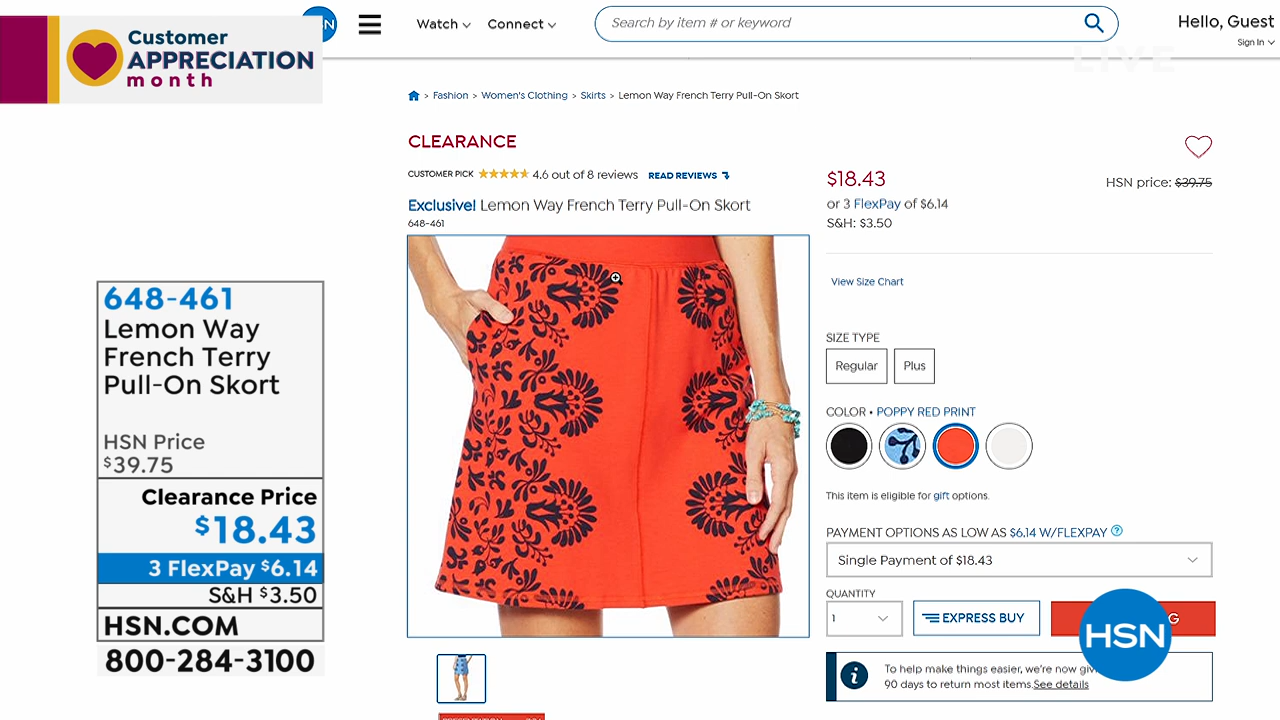 Customer
APPRECIATION
month
Watch
Connect
Search by item # or keyword
Hello, Guest
Sign In
LIVE
> Fashion > Women's Clothing > Skirts > Lemon Way French Terry Pull-On Skort
CLEARANCE
CUSTOMER PICK 4.6 out of 8 reviews READ REVIEWS
Exclusive! Lemon Way French Terry Pull-On Skort
648-461
$18.43
HSN price: $39.75
or 3 FlexPay of $6.14
S&H: $3.50
View Size Chart
SIZE TYPE
Regular Plus
COLOR • POPPY RED PRINT
This item is eligible for gift options.
PAYMENT OPTIONS AS LOW AS $6.14 W/FLEXPAY ?
Single Payment of $18.43
QUANTITY
1
EXPRESS BUY
HSN
i
To help make things easier, we're now
90 days to return most items. See details
648-461
Lemon Way
French Terry
Pull-On Skort
HSN Price
$39.75
Clearance Price
$18.43
3 FlexPay $6.14
S&H $3.50
HSN.COM
800-284-3100